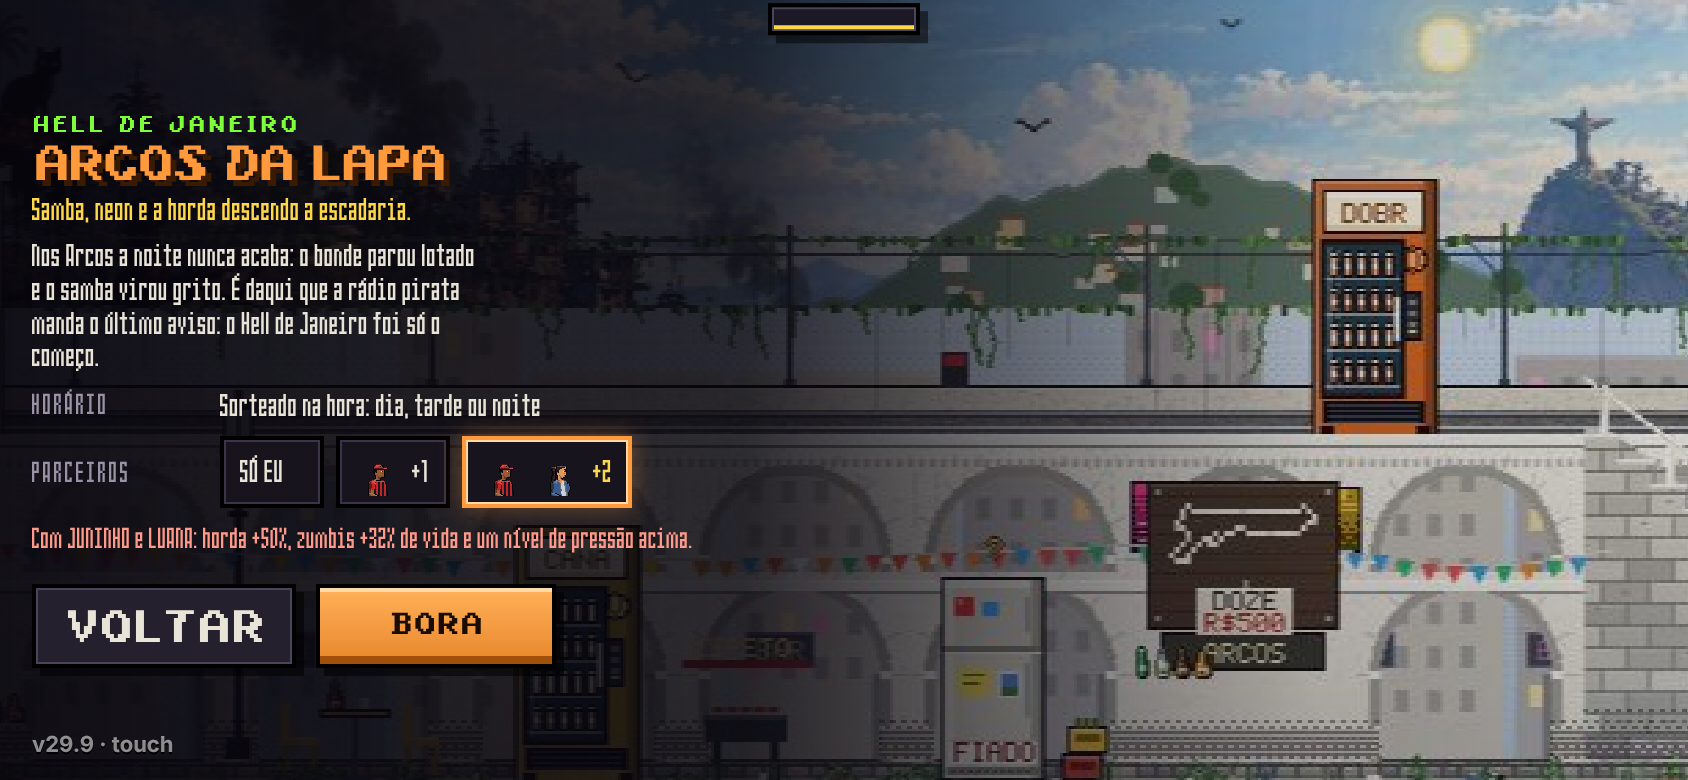 HELL DE JANEIRO
ARCOS DA LAPA
Samba, neon e a horda descendo a escadaria.
Nos Arcos a noite nunca acaba: o bonde parou lotado
e o samba virou grito. É daqui que a rádio pirata
manda o último aviso: o Hell de Janeiro foi só o
começo.
HORÁRIO
Sorteado na hora: dia, tarde ou noite
PARCEIROS
SÓ EU
+1
+2
Com JUNINHO e LUANA: horda +50%, zumbis +32% de vida e um nível de pressão acima.
VOLTAR
BORA
v29.9 · touch
DOBR
DOZE
R$500
ARCOS
FIADO